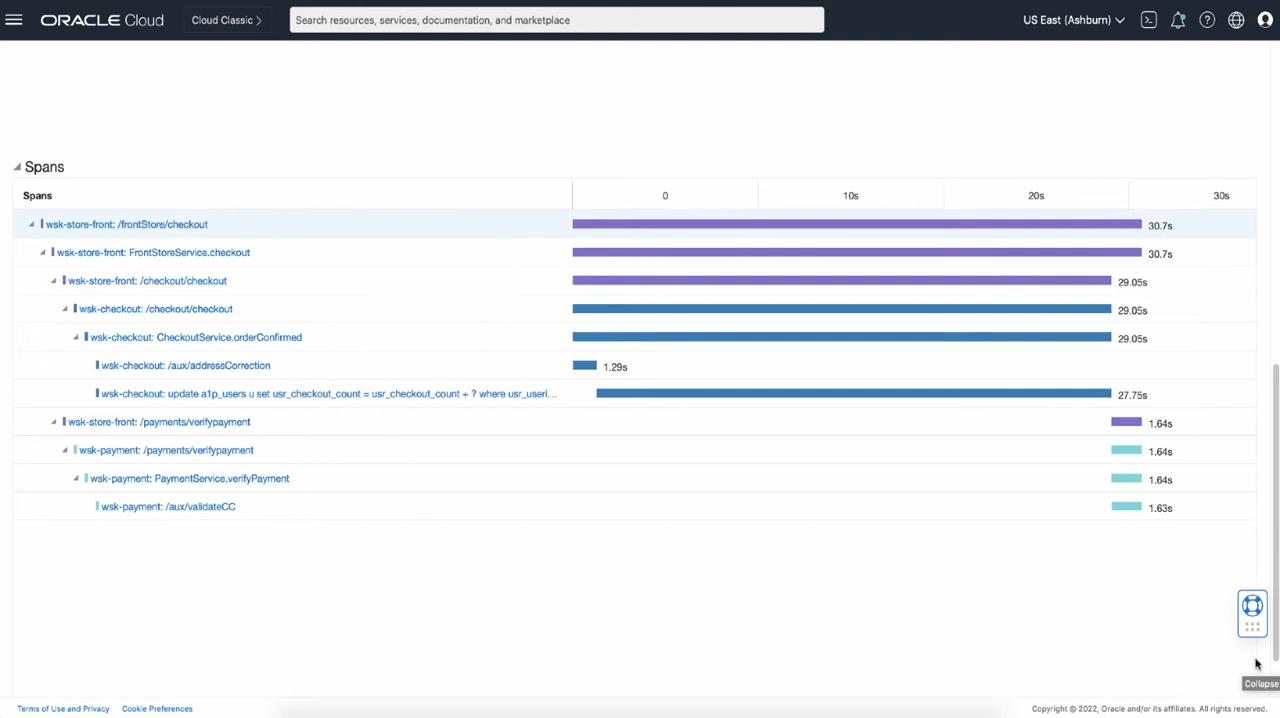 ORACLE Cloud
Cloud Classic >
Search resources, services, documentation, and marketplace
US East (Ashburn)
Spans
Spans
0
10s
20s
30s
wsk-store-front: /frontStore/checkout
30.7s
wsk-store-front: FrontStoreService.checkout
30.7s
wsk-store-front: /checkout/checkout
29.05s
wsk-checkout: /checkout/checkout
29.05s
wsk-checkout: CheckoutService.orderConfirmed
29.05s
wsk-checkout: /aux/addressCorrection
1.29s
wsk-checkout: update a1p_users u set usr_checkout_count = usr_checkout_count + ? where usr_useri...
27.75s
wsk-store-front: /payments/verifypayment
1.64s
wsk-payment: /payments/verifypayment
1.64s
wsk-payment: PaymentService.verifyPayment
1.64s
wsk-payment: /aux/validateCC
1.63s
Collapse
Terms of Use and Privacy
Cookie Preferences
Copyright © 2022, Oracle and/or its affiliates. All rights reserved.